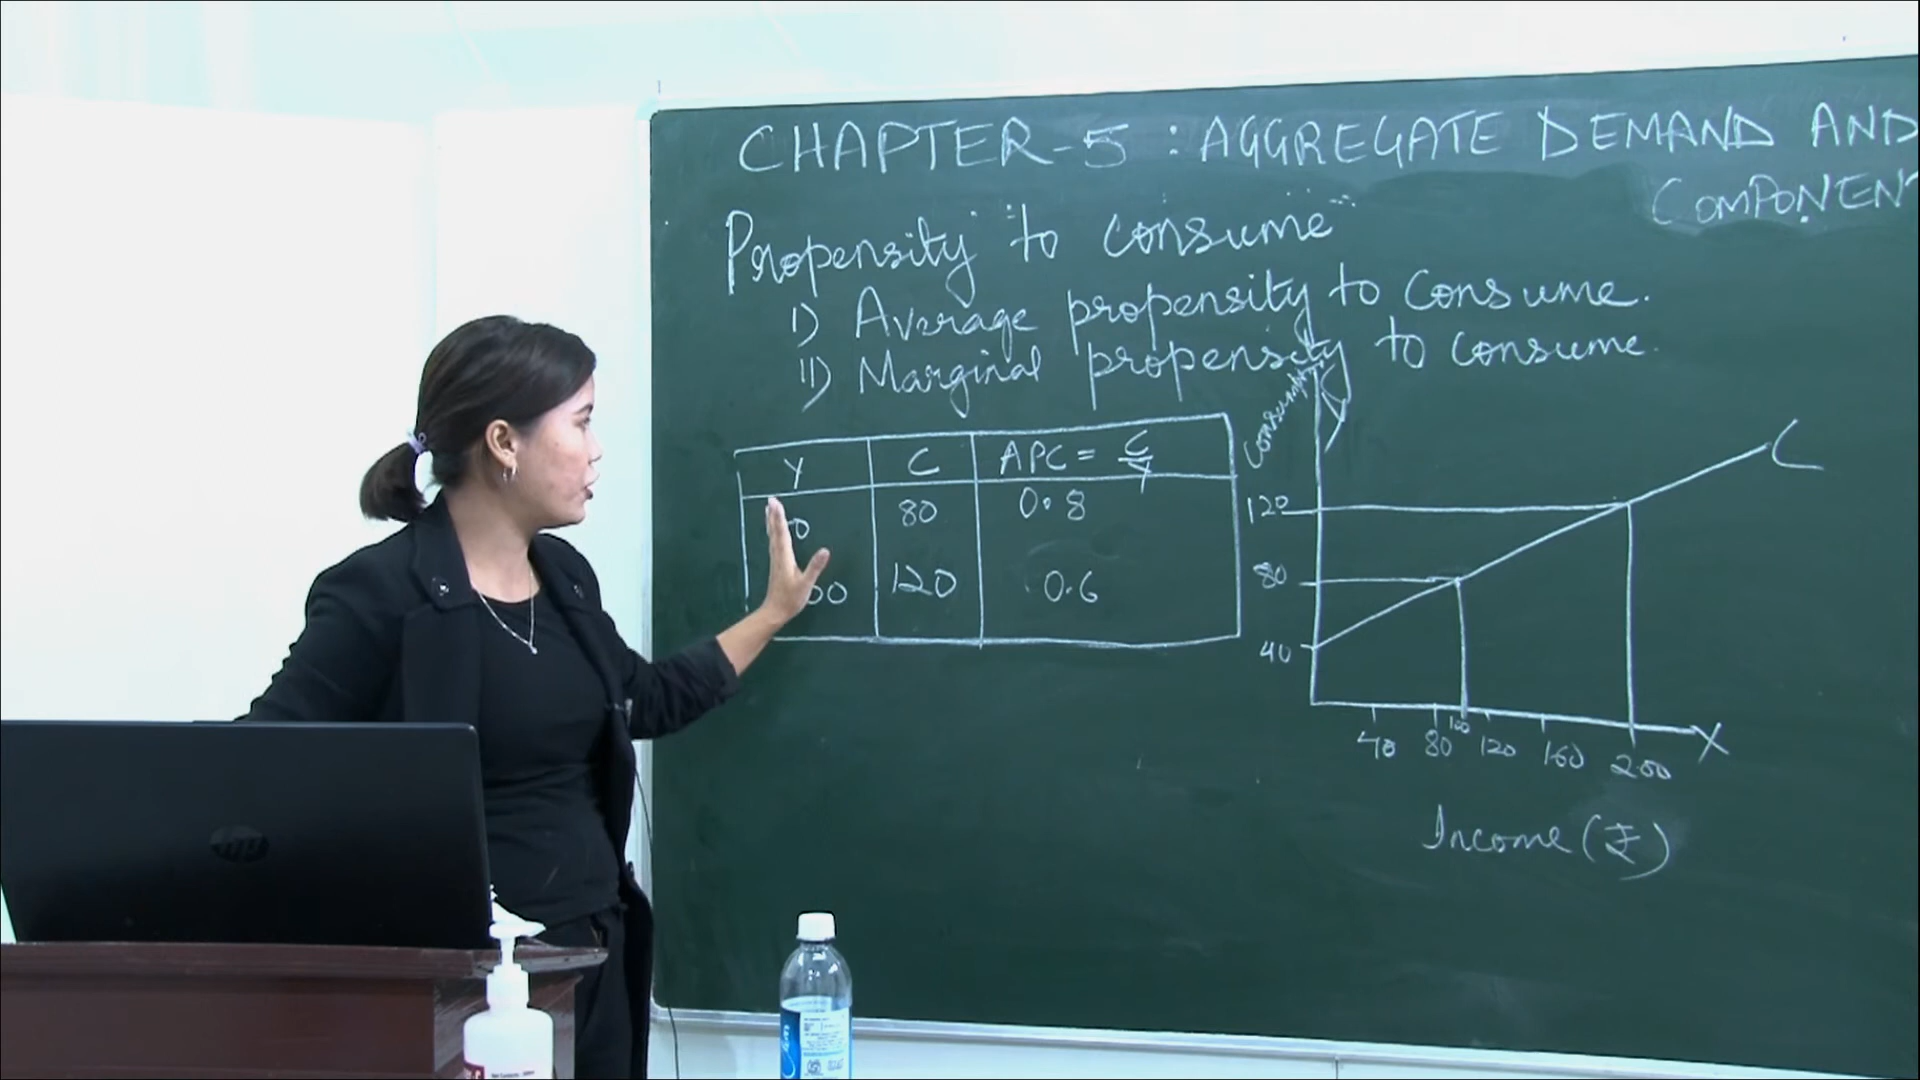 CHAPTER-5 : AGGREGATE DEMAND AND
COMPONENT
Propensity to consume
I) Average propensity to consume.
II) Marginal propensity to consume.
Y C APC = C/Y
80 0.8
120 0.6
Y
C
120
80
40
40 80 100 120 160 200 X
Income (₹)
hp